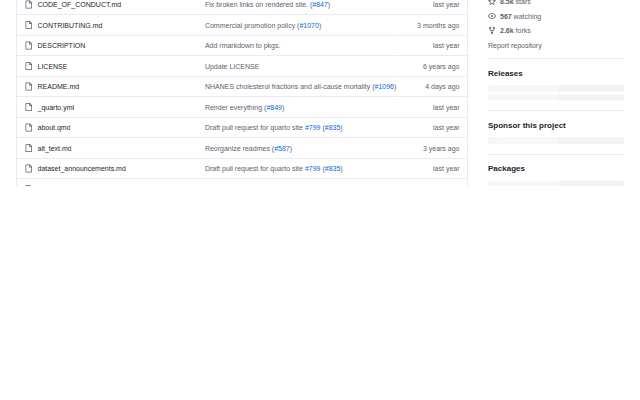 CODE_OF_CONDUCT.md Fix broken links on rendered site. (#847) last year
CONTRIBUTING.md Commercial promotion policy (#1070) 3 months ago
DESCRIPTION Add rmarkdown to pkgs. last year
LICENSE Update LICENSE 6 years ago
README.md NHANES cholesterol fractions and all-cause mortality (#1096) 4 days ago
_quarto.yml Render everything (#849) last year
about.qmd Draft pull request for quarto site #799 (#835) last year
alt_text.md Reorganize readmes (#587) 3 years ago
dataset_announcements.md Draft pull request for quarto site #799 (#835) last year
8.5k stars
567 watching
2.6k forks
Report repository
Releases
Sponsor this project
Packages